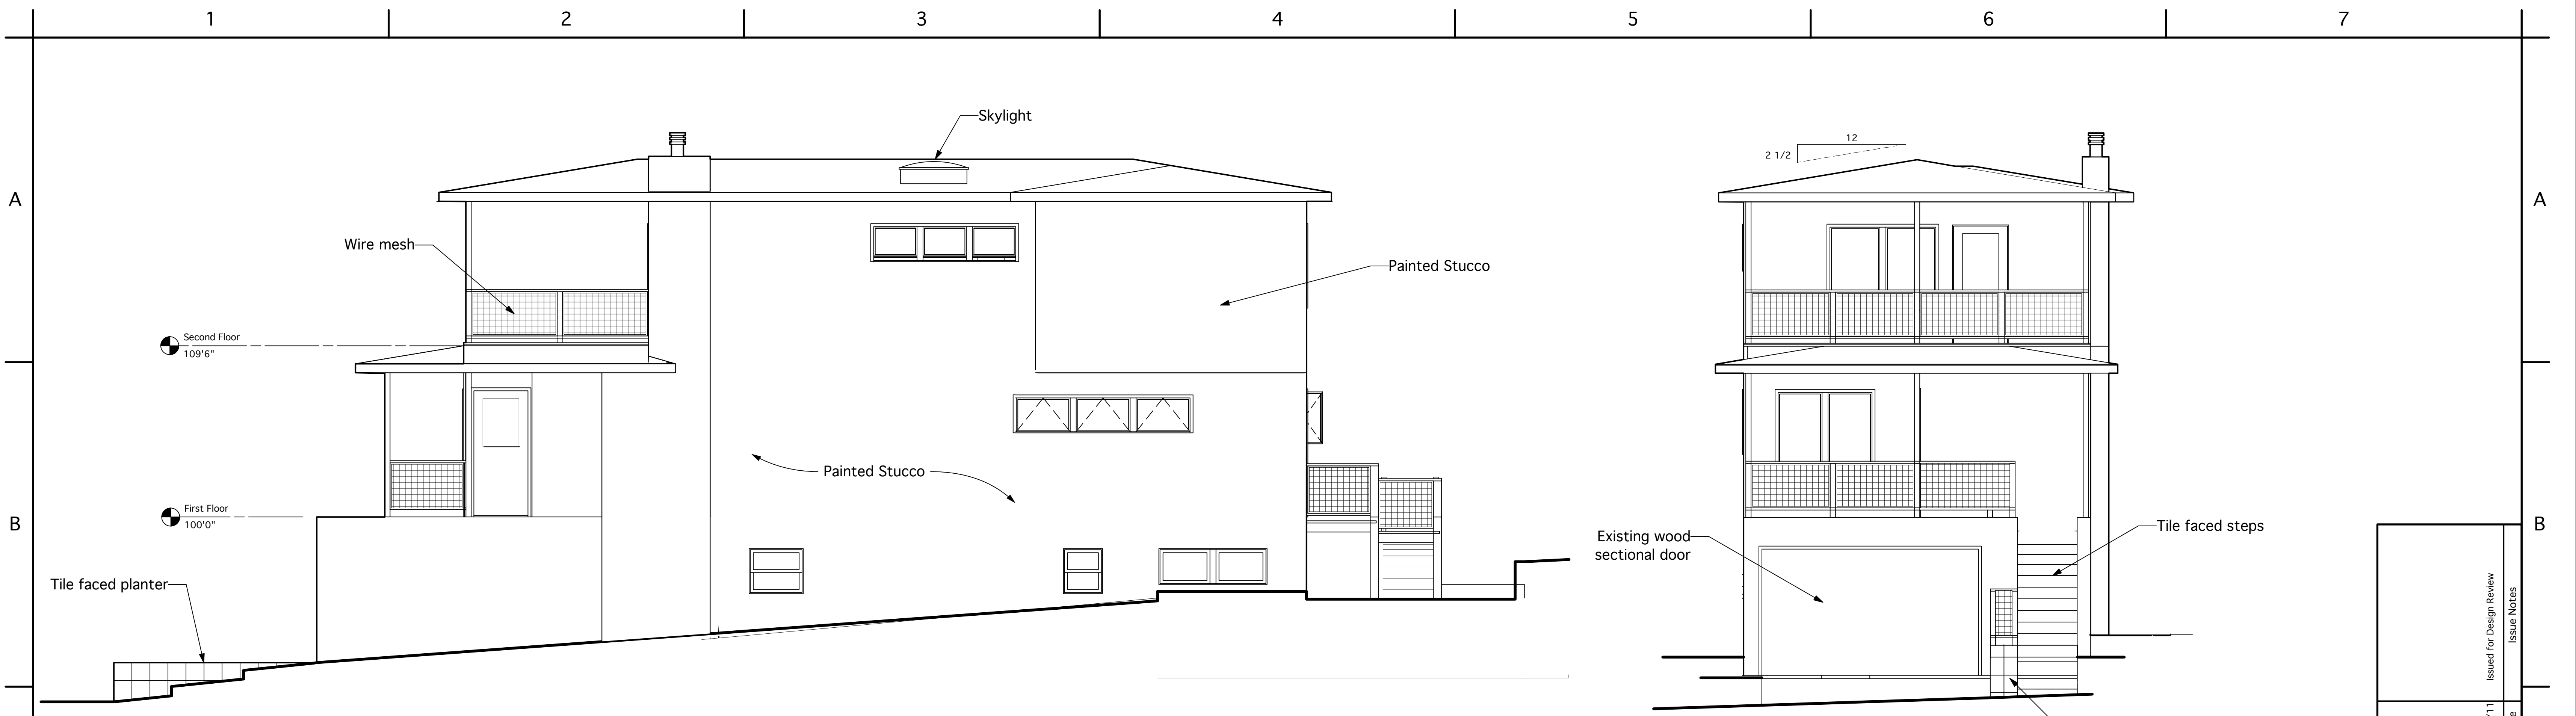 1 2 3 4 5 6 7
Skylight
12
2 1/2
A A
Wire mesh
Painted Stucco
Second Floor
109'6"
Painted Stucco
First Floor
100'0"
B B
Existing wood
sectional door
Tile faced steps
Tile faced planter
Issued for Design Review
Issue Notes